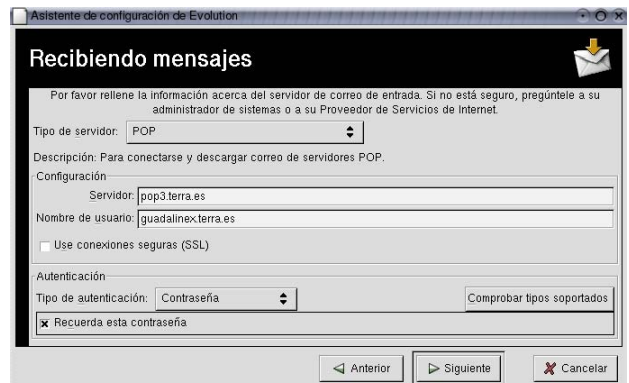 Asistente de configuración de Evolution
Recibiendo mensajes
Por favor rellene la información acerca del servidor de correo de entrada. Si no está seguro, pregúntele a su
administrador de sistemas o a su Proveedor de Servicios de Internet.
Tipo de servidor: POP
Descripción: Para conectarse y descargar correo de servidores POP.
Configuración
Servidor: pop3.terra.es
Nombre de usuario: guadalinex.terra.es
Use conexiones seguras (SSL)
Autenticación
Tipo de autenticación: Contraseña Comprobar tipos soportados
Recuerda esta contraseña
Anterior Siguiente Cancelar